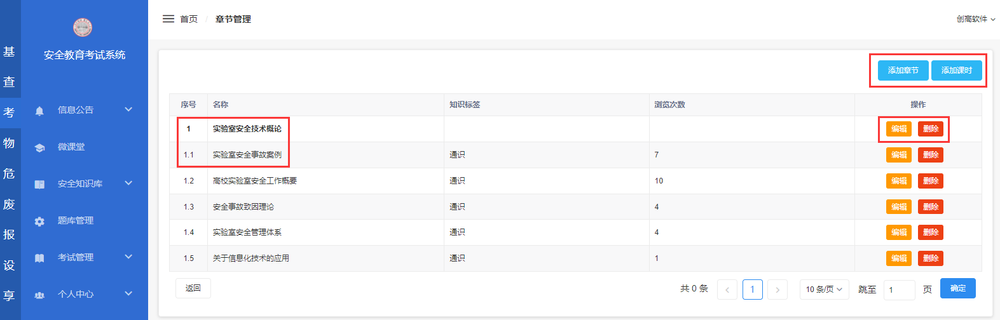 基
查
考
物
危
废
报
设
享
安全教育考试系统
信息公告
微课堂
安全知识库
题库管理
考试管理
个人中心
首页 / 章节管理
创高软件
添加章节 添加课时
序号 名称 知识标签 浏览次数 操作
1 实验室安全技术概论 编辑 删除
1.1 实验室安全事故案例 通识 7 编辑 删除
1.2 高校实验室安全工作概要 通识 10 编辑 删除
1.3 安全事故致因理论 通识 4 编辑 删除
1.4 实验室安全管理体系 通识 4 编辑 删除
1.5 关于信息化技术的应用 通识 1 编辑 删除
返回 共 0 条 < 1 > 10 条/页 跳至 1 页 确定